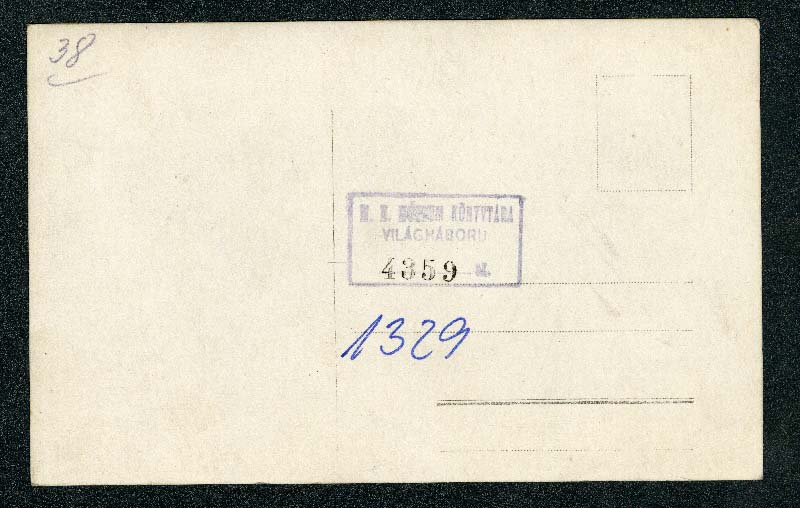 38
M. N. MÚZEUM KÖNYVTÁRA
VILÁGHÁBORU
4359 sz.
1329